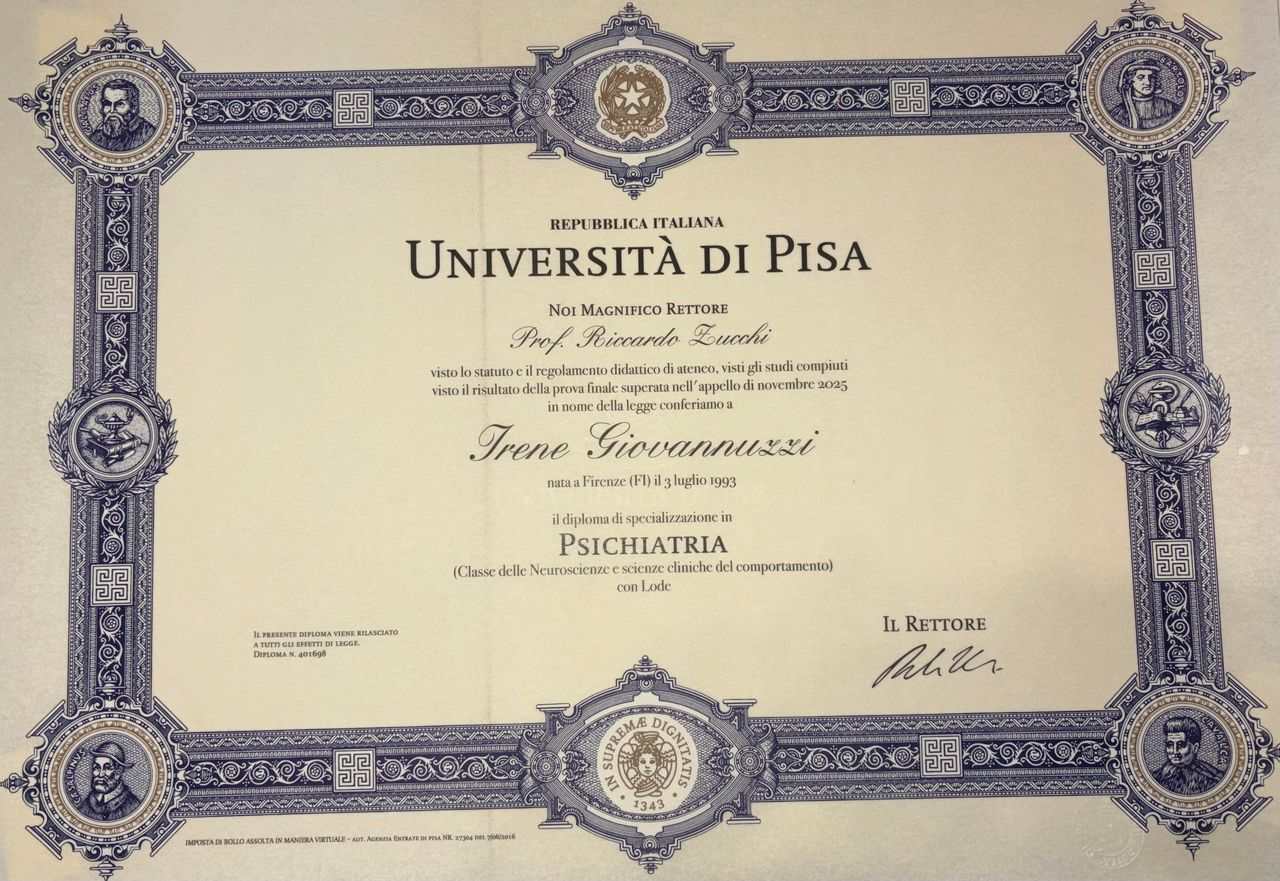 REPUBBLICA ITALIANA
UNIVERSITÀ DI PISA
NOI MAGNIFICO RETTORE
Prof. Riccardo Zucchi
visto lo statuto e il regolamento didattico di ateneo, visti gli studi compiuti
visto il risultato della prova finale superata nell'appello di novembre 2025
in nome della legge conferiamo a
Irene Giovannuzzi
nata a Firenze (FI) il 3 luglio 1993
il diploma di specializzazione in
PSICHIATRIA
(Classe delle Neuroscienze e scienze cliniche del comportamento)
con Lode
IL PRESENTE DIPLOMA VIENE RILASCIATO
A TUTTI GLI EFFETTI DI LEGGE.
DIPLOMA N. 401698
IL RETTORE
IN SUPREMÆ DIGNITATIS
1343
IMPOSTA DI BOLLO ASSOLTA IN MANIERA VIRTUALE – AUT. AGENZIA ENTRATE DI PISA NR. 27304 DEL 7/06/2016